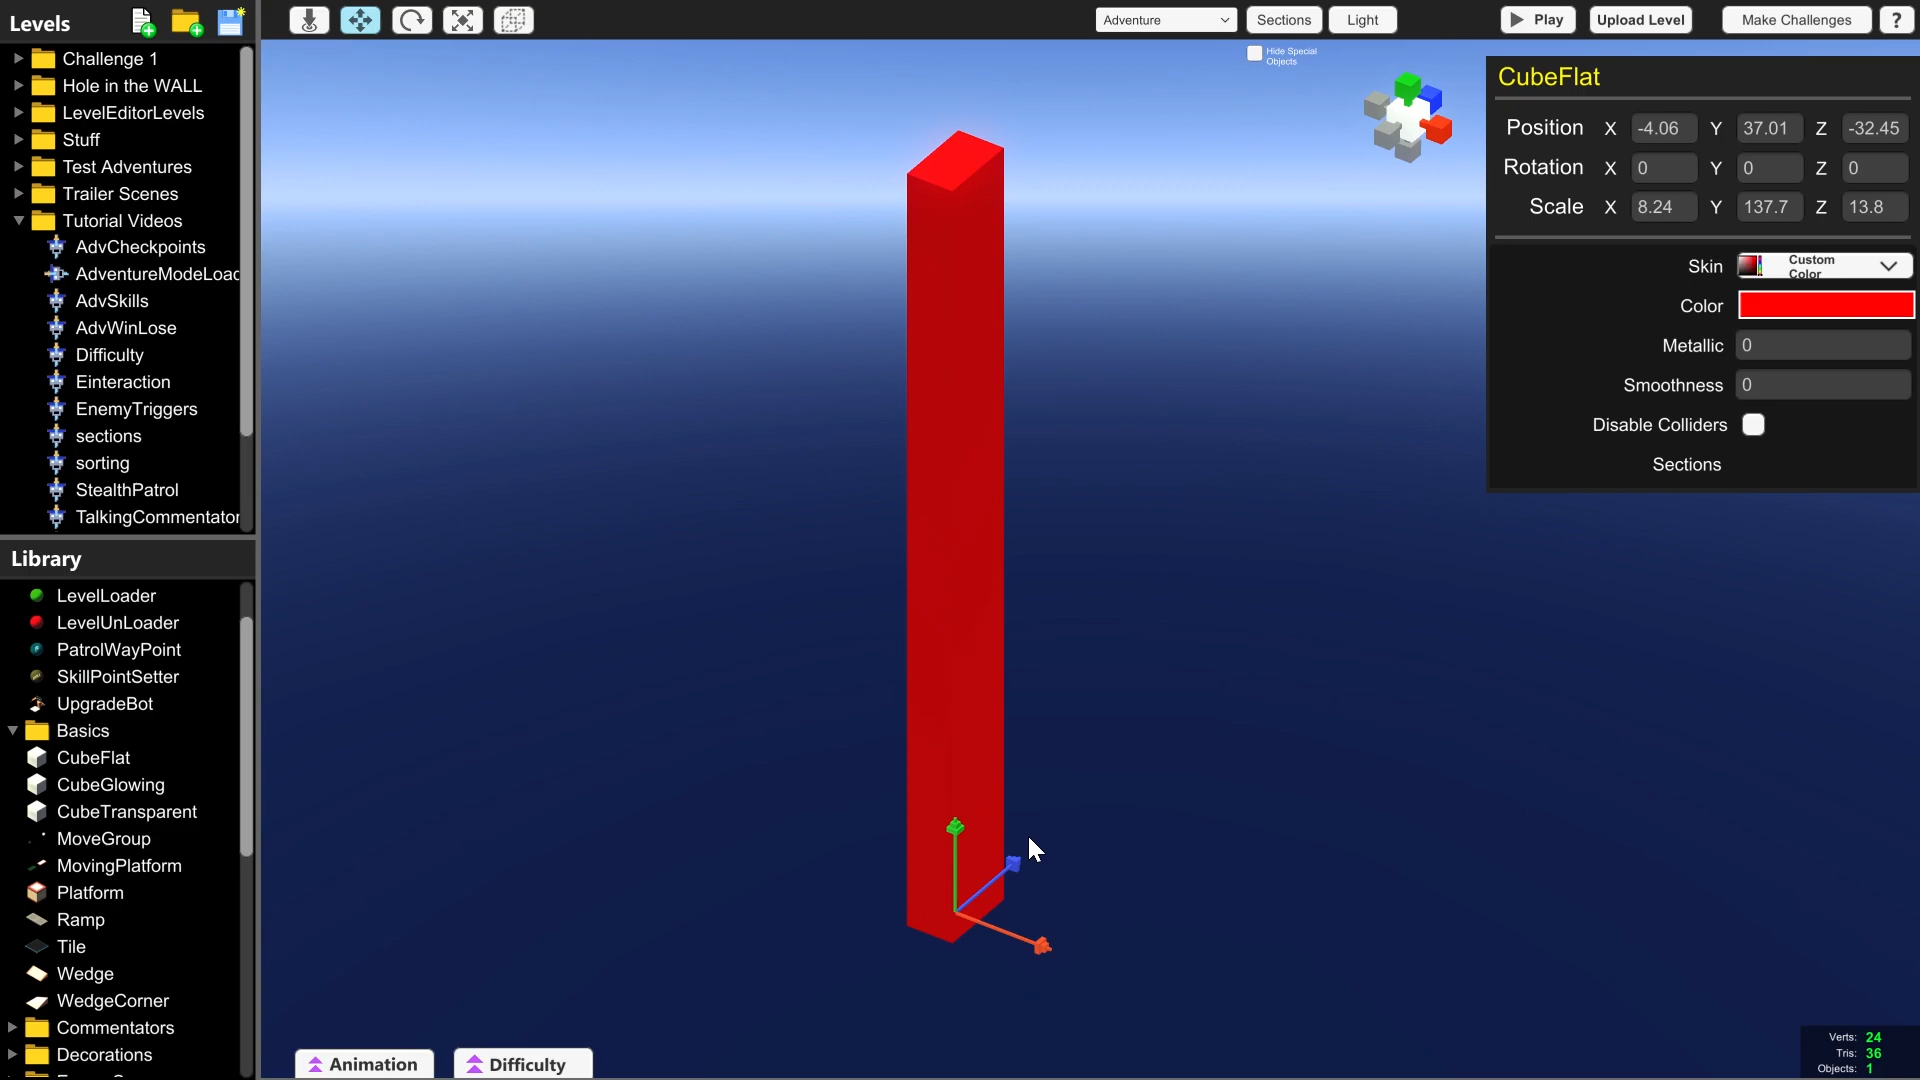 Levels
Adventure
Sections
Light
Play
Upload Level
Make Challenges
?
Hide Special
Objects
Challenge 1
Hole in the WALL
LevelEditorLevels
Stuff
Test Adventures
Trailer Scenes
Tutorial Videos
AdvCheckpoints
AdventureModeLoad
AdvSkills
AdvWinLose
Difficulty
Einteraction
EnemyTriggers
sections
sorting
StealthPatrol
TalkingCommentator
Library
LevelLoader
LevelUnLoader
PatrolWayPoint
SkillPointSetter
UpgradeBot
Basics
CubeFlat
CubeGlowing
CubeTransparent
MoveGroup
MovingPlatform
Platform
Ramp
Tile
Wedge
WedgeCorner
Commentators
Decorations
CubeFlat
Position X -4.06 Y 37.01 Z -32.45
Rotation X 0 Y 0 Z 0
Scale X 8.24 Y 137.7 Z 13.8
Skin Custom
Color
Color
Metallic 0
Smoothness 0
Disable Colliders
Sections
Animation
Difficulty
Verts: 24
Tris: 36
Objects: 1